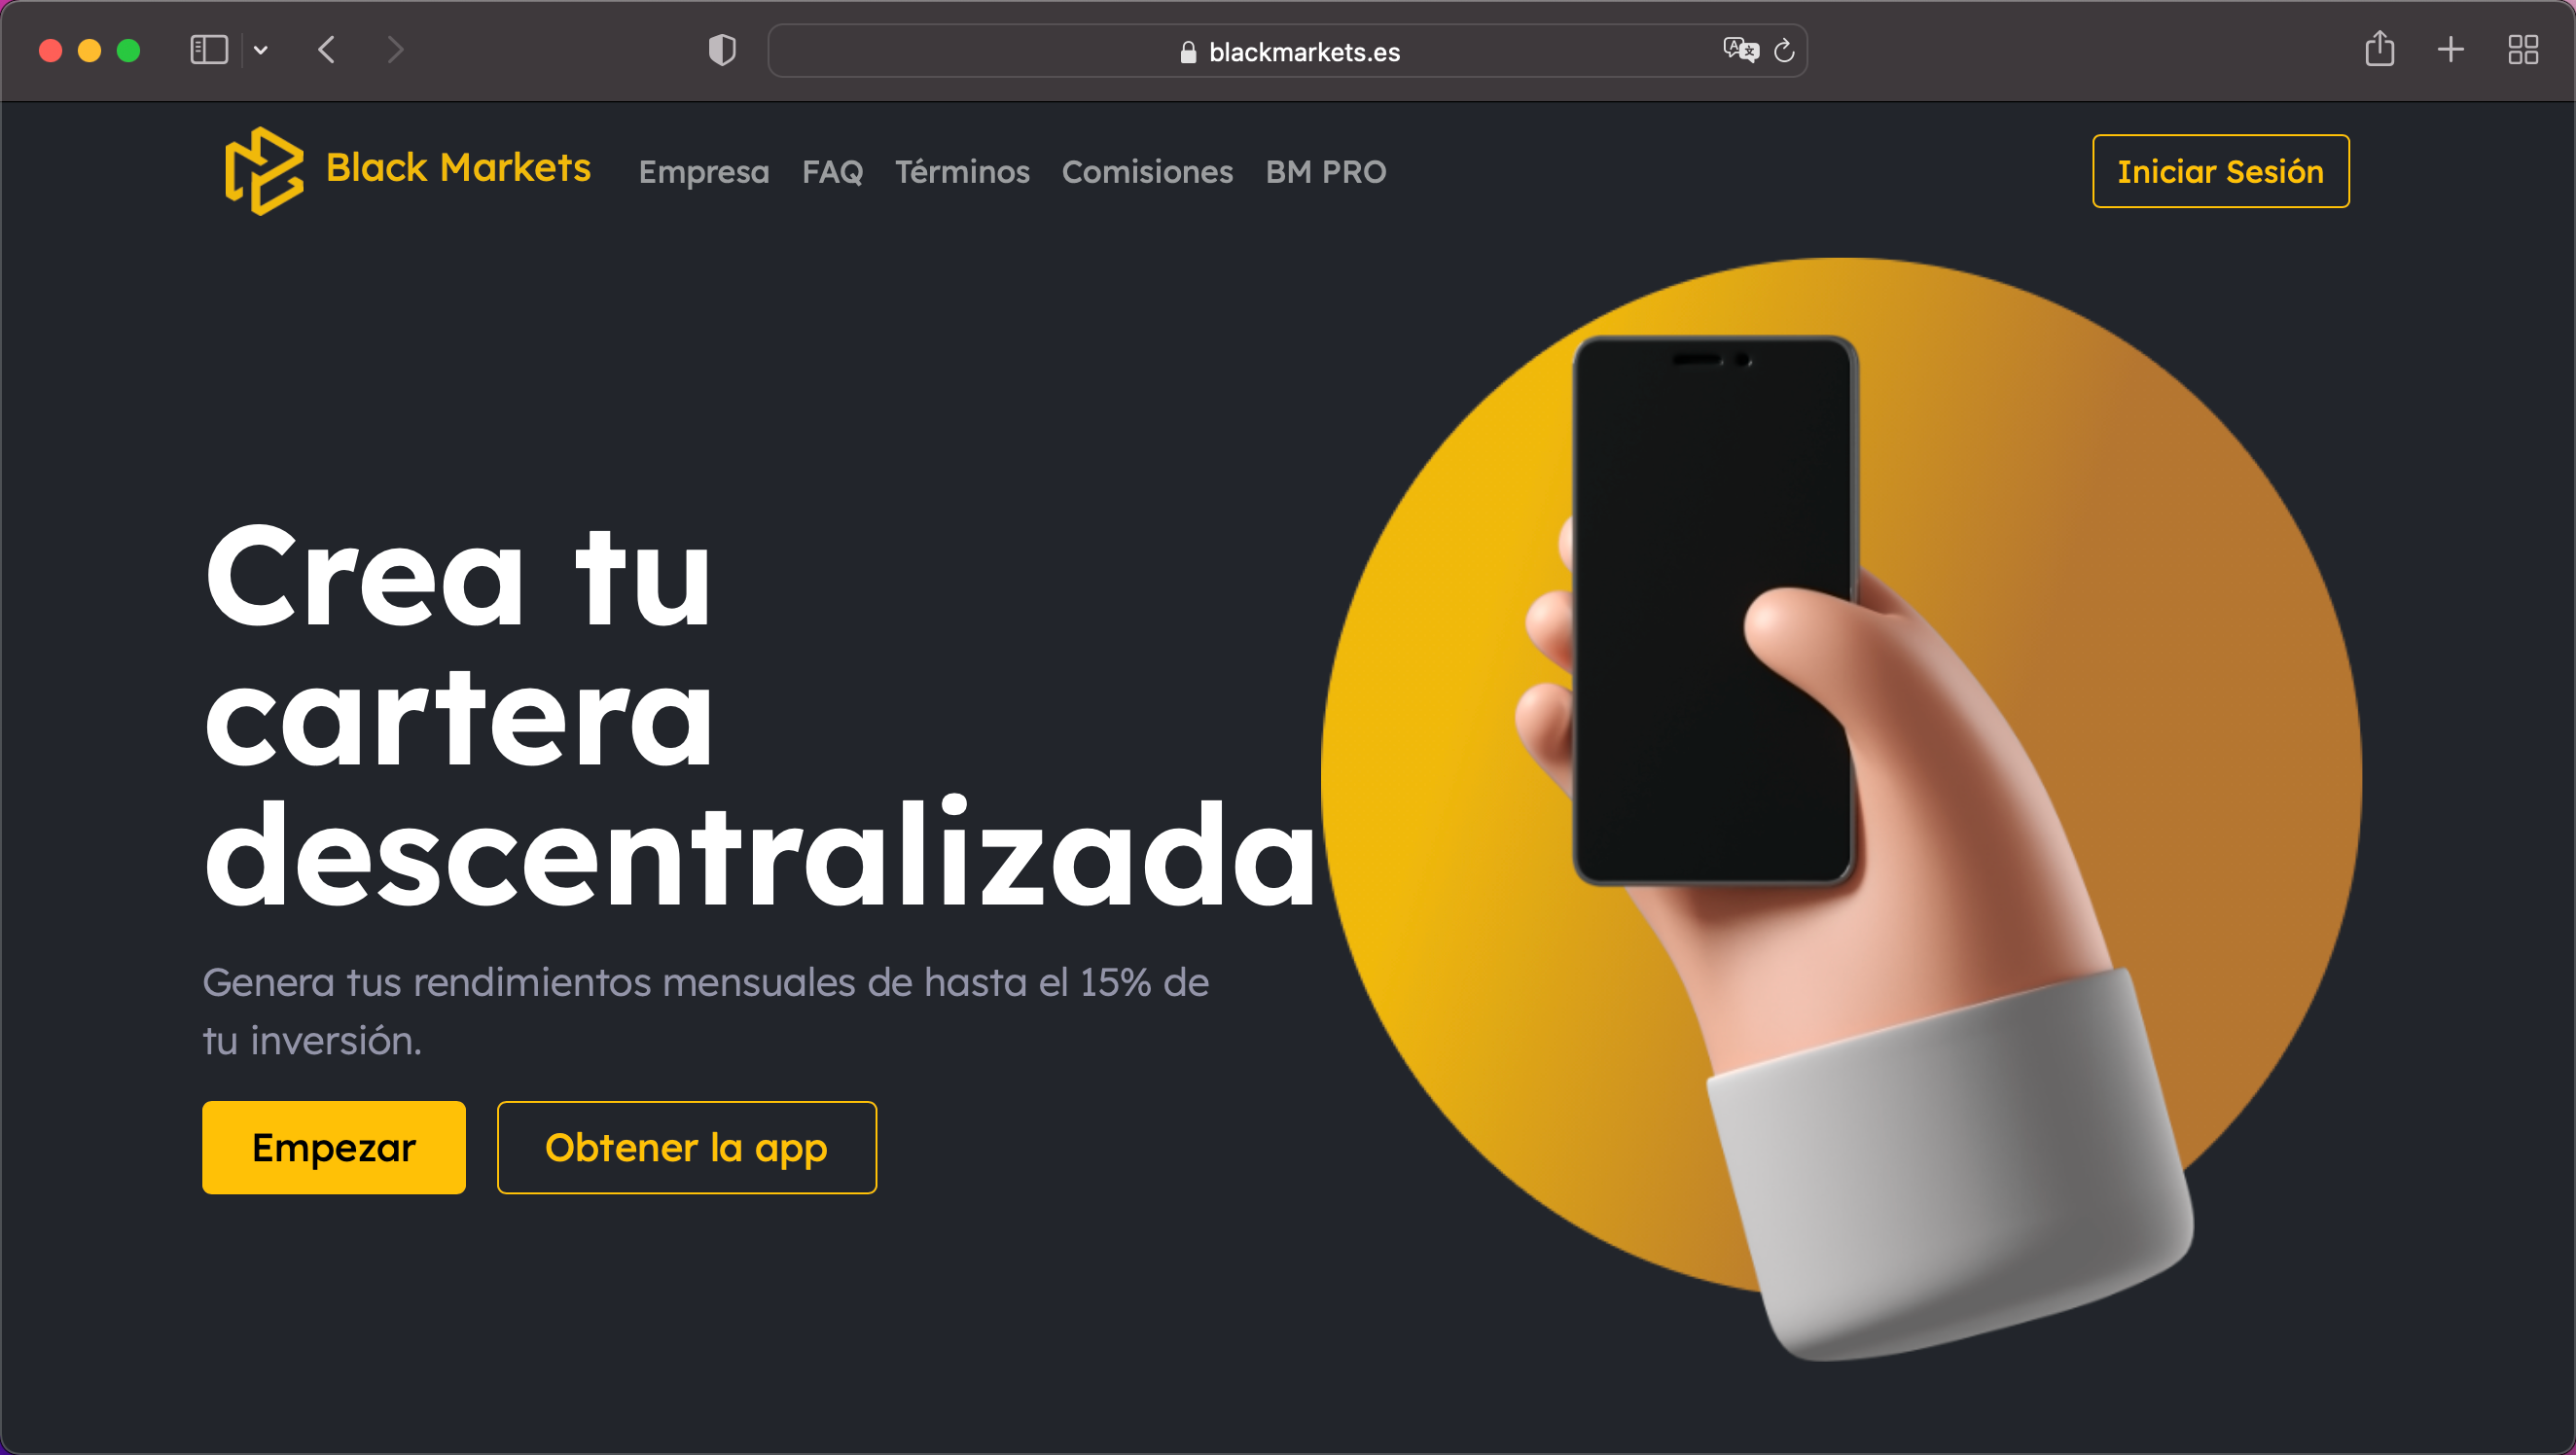 blackmarkets.es
Black Markets
Empresa FAQ Términos Comisiones BM PRO
Iniciar Sesión
Crea tu
cartera
descentralizada
Genera tus rendimientos mensuales de hasta el 15% de
tu inversión.
Empezar
Obtener la app